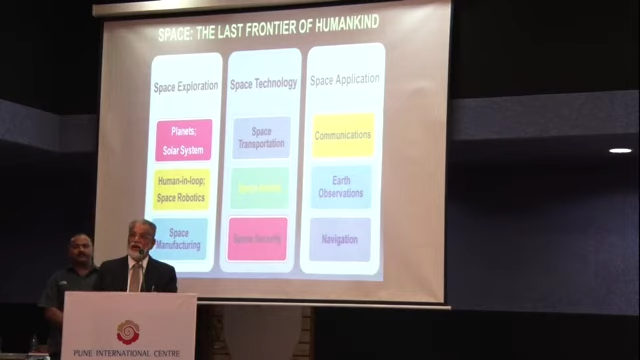 SPACE: THE LAST FRONTIER OF HUMANKIND
Space Exploration
Planets;
Solar System
Human-in-loop;
Space Robotics
Space
Manufacturing
Space Technology
Space
Transportation
Space
Space Security
Space Application
Communications
Earth
Observations
Navigation
PUNE INTERNATIONAL CENTRE